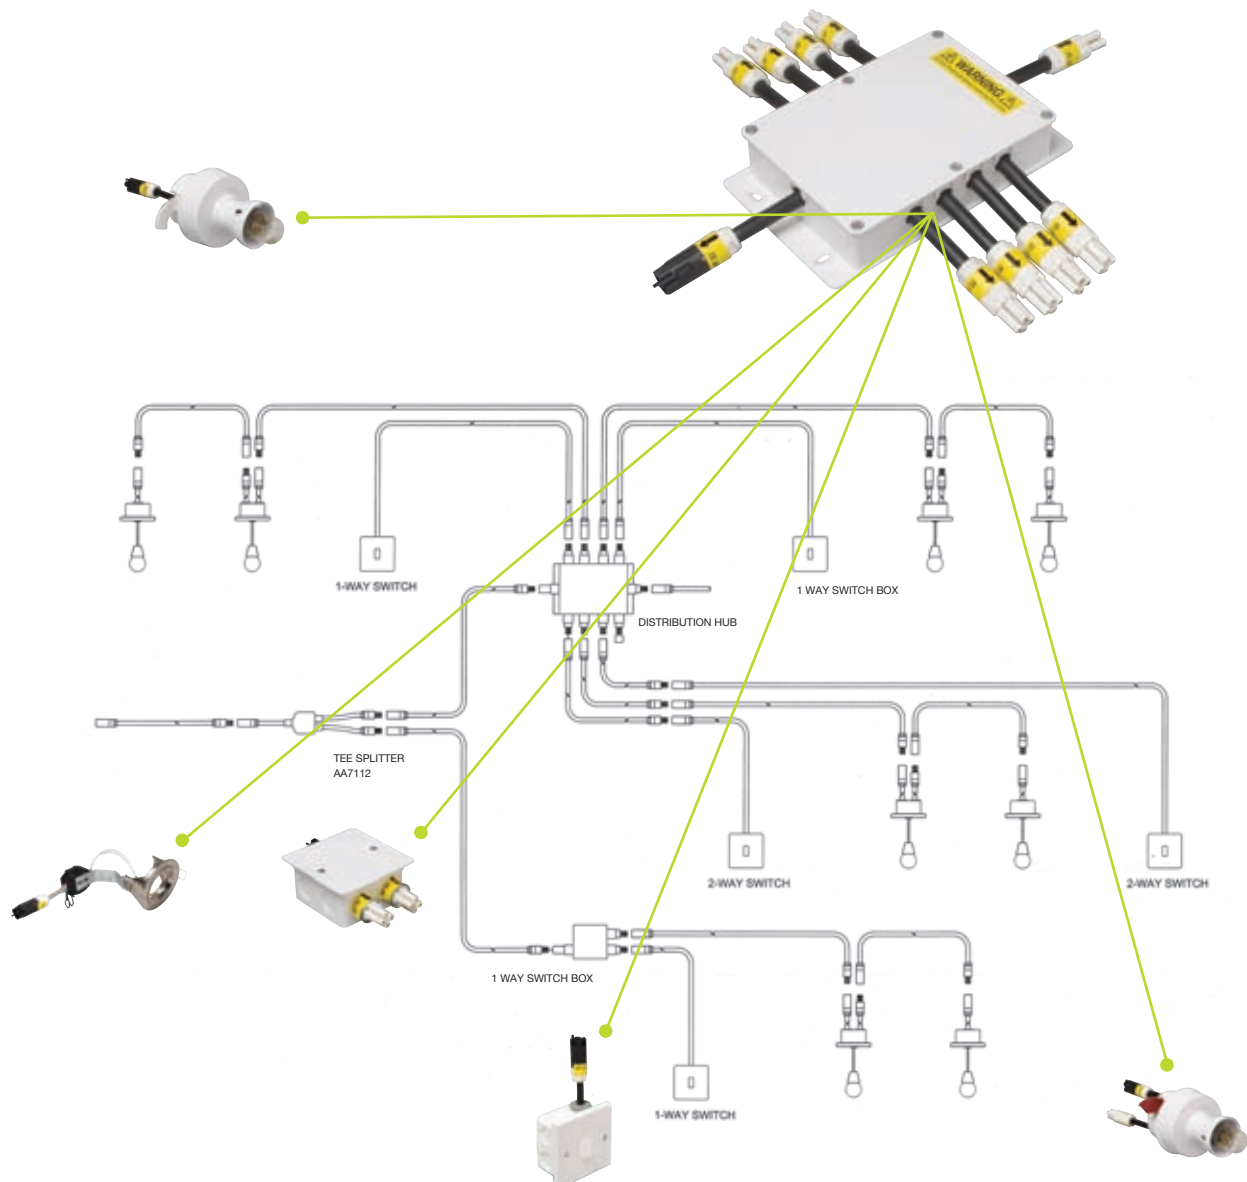 WARNING
1-WAY SWITCH
1 WAY SWITCH BOX
DISTRIBUTION HUB
TEE SPLITTER
AA7112
2-WAY SWITCH
2-WAY SWITCH
1 WAY SWITCH BOX
1-WAY SWITCH